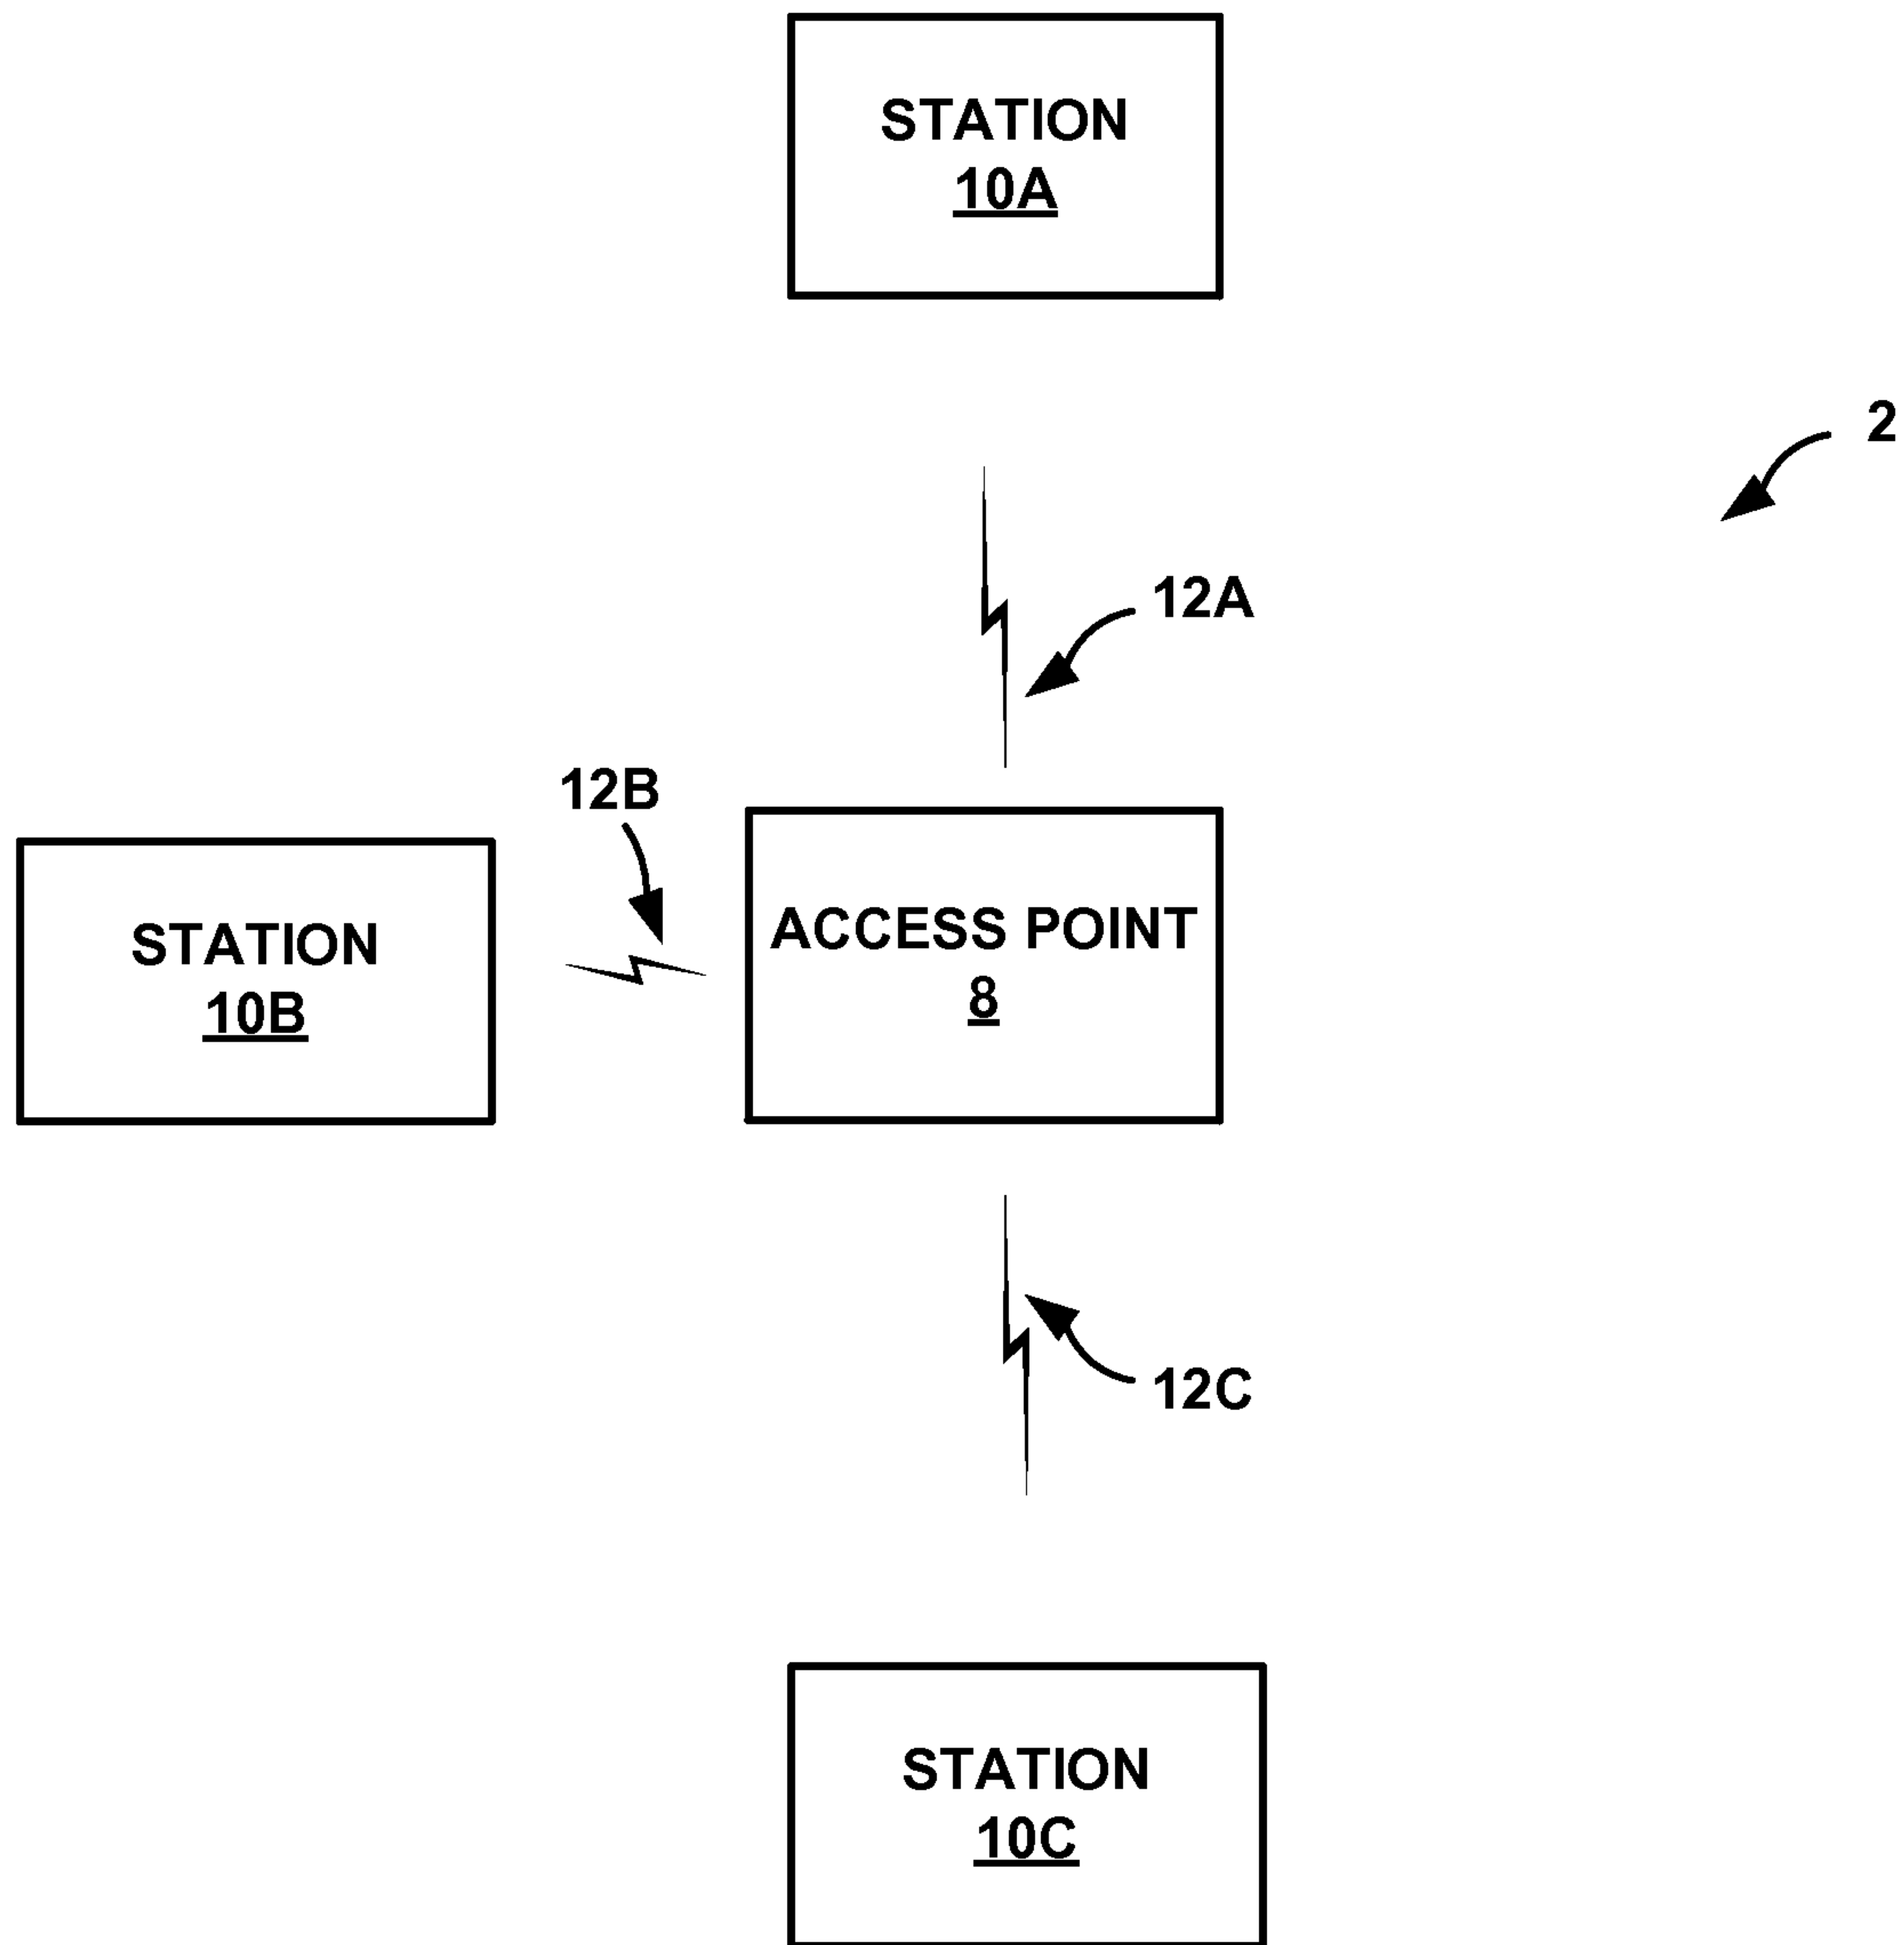 STATION
10A
2
12A
12B
STATION
10B
ACCESS POINT
8
12C
STATION
10C